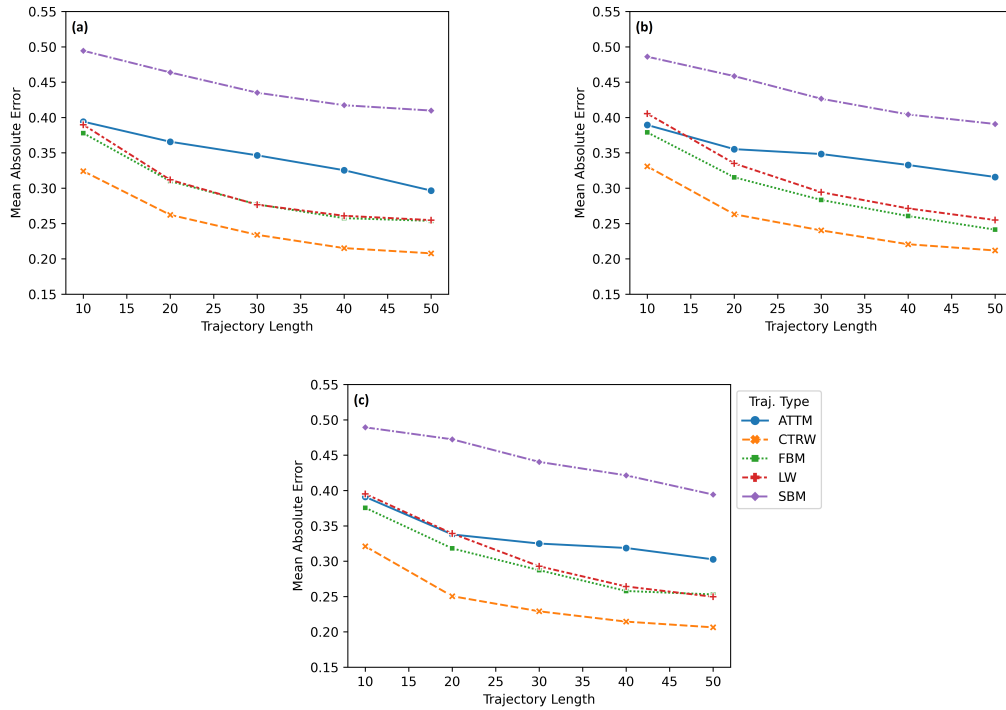 (a)
0.55
0.50
0.45
0.40
0.35
0.30
0.25
0.20
0.15
Mean Absolute Error
10 15 20 25 30 35 40 45 50
Trajectory Length
(b)
0.55
0.50
0.45
0.40
0.35
0.30
0.25
0.20
0.15
Mean Absolute Error
10 15 20 25 30 35 40 45 50
Trajectory Length
(c)
0.55
0.50
0.45
0.40
0.35
0.30
0.25
0.20
0.15
Mean Absolute Error
10 15 20 25 30 35 40 45 50
Trajectory Length
Traj. Type
ATTM
CTRW
FBM
LW
SBM